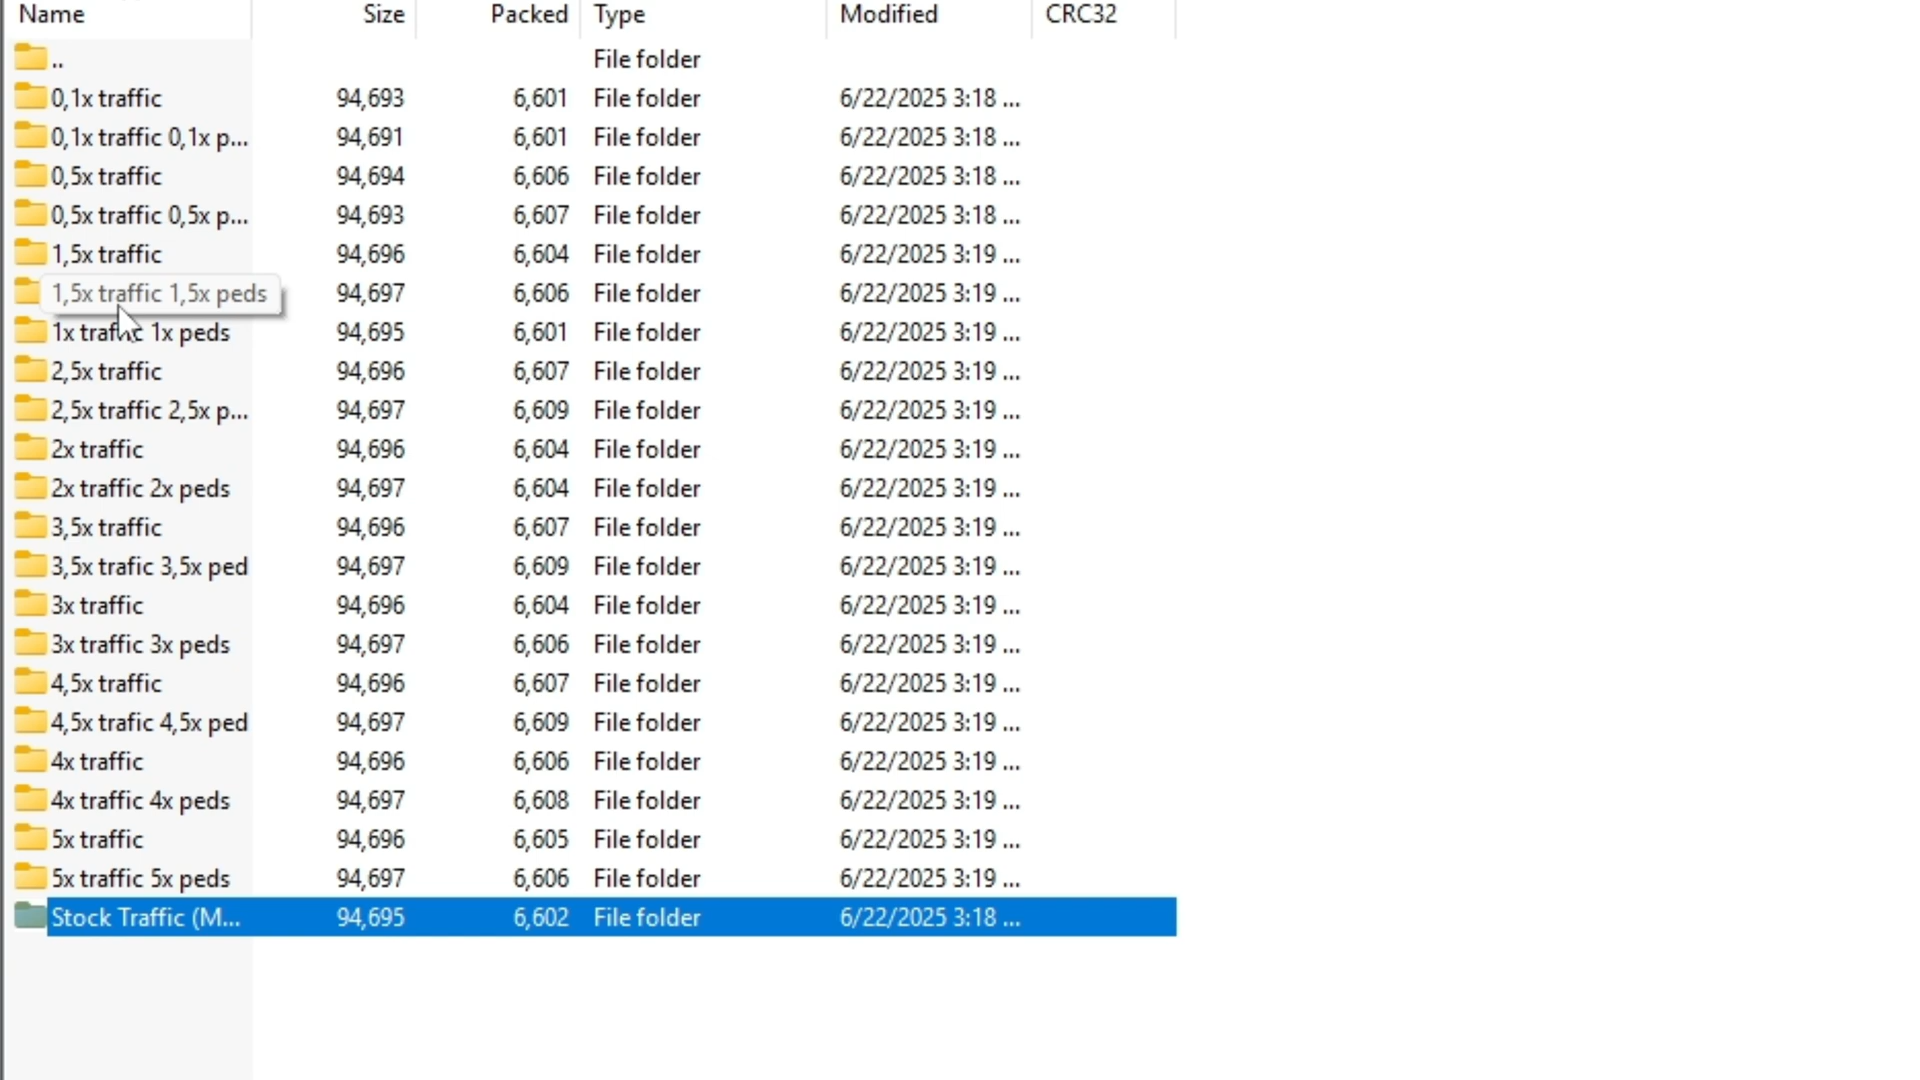 Name Size Packed Type Modified CRC32
.. File folder
0,1x traffic 94,693 6,601 File folder 6/22/2025 3:18 ...
0,1x traffic 0,1x p... 94,691 6,601 File folder 6/22/2025 3:18 ...
0,5x traffic 94,694 6,606 File folder 6/22/2025 3:18 ...
0,5x traffic 0,5x p... 94,693 6,607 File folder 6/22/2025 3:18 ...
1,5x traffic 94,696 6,604 File folder 6/22/2025 3:19 ...
1,5x traffic 1,5x peds 94,697 6,606 File folder 6/22/2025 3:19 ...
1x traffic 1x peds 94,695 6,601 File folder 6/22/2025 3:19 ...
2,5x traffic 94,696 6,607 File folder 6/22/2025 3:19 ...
2,5x traffic 2,5x p... 94,697 6,609 File folder 6/22/2025 3:19 ...
2x traffic 94,696 6,604 File folder 6/22/2025 3:19 ...
2x traffic 2x peds 94,697 6,604 File folder 6/22/2025 3:19 ...
3,5x traffic 94,696 6,607 File folder 6/22/2025 3:19 ...
3,5x trafic 3,5x ped 94,697 6,609 File folder 6/22/2025 3:19 ...
3x traffic 94,696 6,604 File folder 6/22/2025 3:19 ...
3x traffic 3x peds 94,697 6,606 File folder 6/22/2025 3:19 ...
4,5x traffic 94,696 6,607 File folder 6/22/2025 3:19 ...
4,5x trafic 4,5x ped 94,697 6,609 File folder 6/22/2025 3:19 ...
4x traffic 94,696 6,606 File folder 6/22/2025 3:19 ...
4x traffic 4x peds 94,697 6,608 File folder 6/22/2025 3:19 ...
5x traffic 94,696 6,605 File folder 6/22/2025 3:19 ...
5x traffic 5x peds 94,697 6,606 File folder 6/22/2025 3:19 ...
Stock Traffic (M... 94,695 6,602 File folder 6/22/2025 3:18 ...